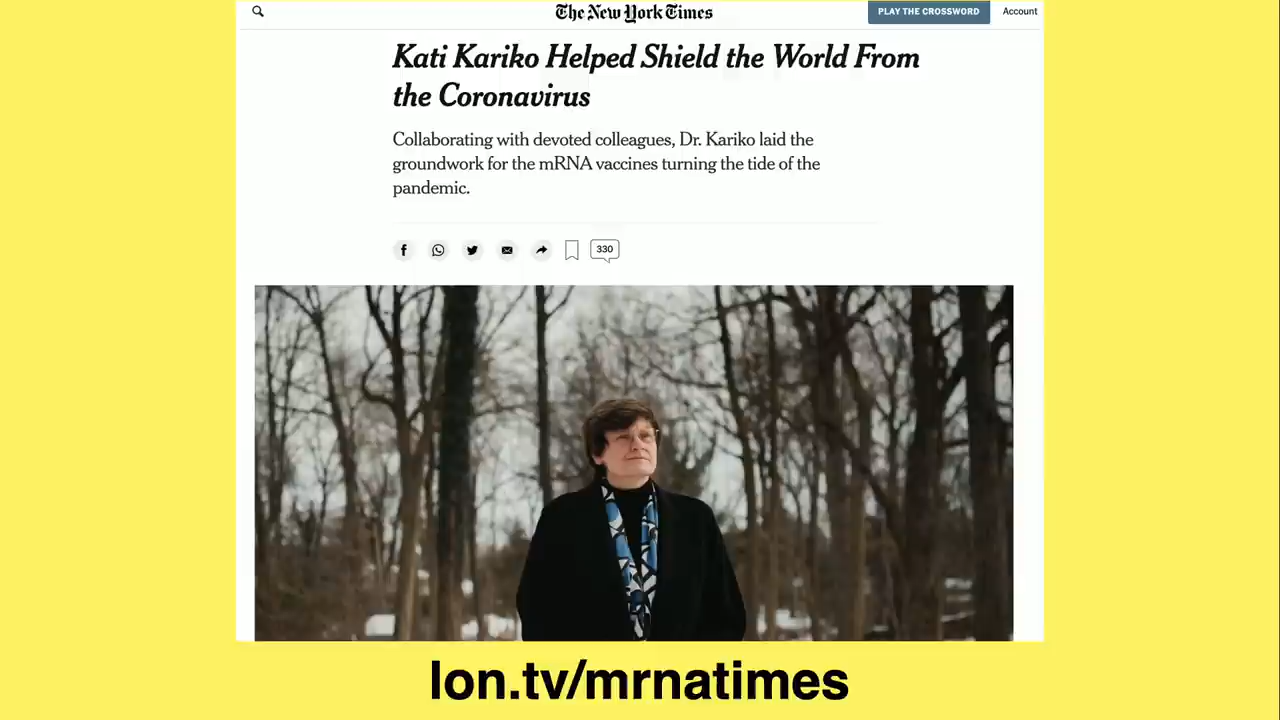 The New York Times
PLAY THE CROSSWORD
Account
Kati Kariko Helped Shield the World From
the Coronavirus
Collaborating with devoted colleagues, Dr. Kariko laid the
groundwork for the mRNA vaccines turning the tide of the
pandemic.
330
lon.tv/mrnatimes